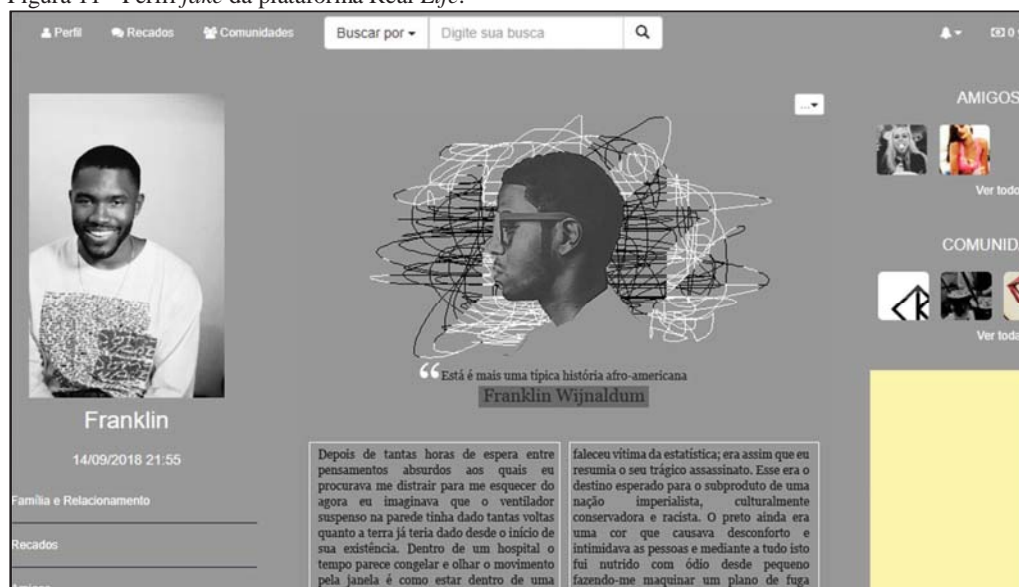 Figura 11 - Perfil fake da plataforma Real Life.
Perfil
Recados
Comunidades
Buscar por
Digite sua busca
0
AMIGOS
Ver todo
COMUNID
Ver toda
“Está é mais uma típica história afro-americana
Franklin Wijnaldum
Franklin
14/09/2018 21:55
Família e Relacionamento
Recados
Depois de tantas horas de espera entre
pensamentos absurdos aos quais eu
procurava me distrair para me esquecer do
agora eu imaginava que o ventilador
suspenso na parede tinha dado tantas voltas
quanto a terra já teria dado desde o início de
sua existência. Dentro de um hospital o
tempo parece congelar e olhar o movimento
pela janela é como estar dentro de uma
faleceu vítima da estatística; era assim que eu
resumia o seu trágico assassinato. Esse era o
destino esperado para o subproduto de uma
nação imperialista, culturalmente
conservadora e racista. O preto ainda era
uma cor que causava desconforto e
intimidava as pessoas e mediante a tudo isto
fui nutrido com ódio desde pequeno
fazendo-me maquinar um plano de fuga